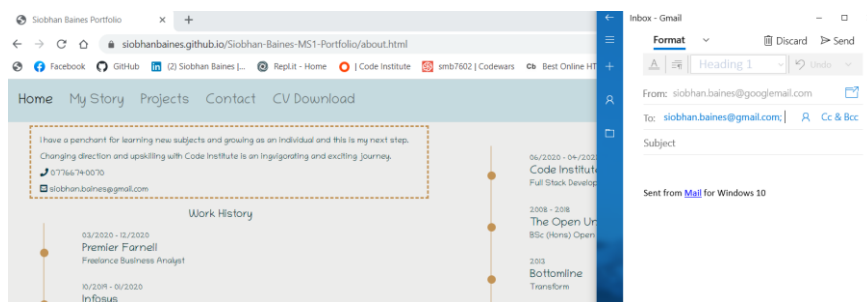 Siobhan Baines Portfolio
siobhanbaines.github.io/Siobhan-Baines-MS1-Portfolio/about.html
Facebook GitHub (2) Siobhan Baines |... Repl.it - Home | Code Institute smb7602 | Codewars Best Online HT
Home My Story Projects Contact CV Download
I have a penchant for learning new subjects and growing as an individual and this is my next step.
Changing direction and upskilling with Code Institute is an ingvigorating and exciting journey.
07766740070
siobhan.baines@gmail.com
Work History
03/2020 - 12/2020
Premier Farnell
Freelance Business Analyst
10/2019 - 01/2020
Infosys
06/2020 - 04/202
Code Institut
Full Stack Develop
2008 - 2018
The Open Un
BSc (Hons) Open
2013
Bottomline
Transform
Inbox - Gmail
Format Discard Send
A Heading 1 Undo
From: siobhan.baines@googlemail.com
To: siobhan.baines@gmail.com; Cc & Bcc
Subject
Sent from Mail for Windows 10